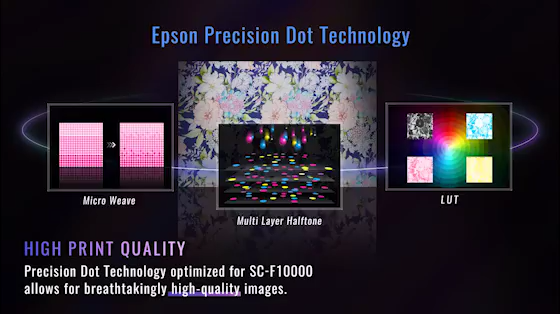 Epson Precision Dot Technology
Micro Weave
Multi Layer Halftone
LUT
HIGH PRINT QUALITY
Precision Dot Technology optimized for SC-F10000
allows for breathtakingly high-quality images.